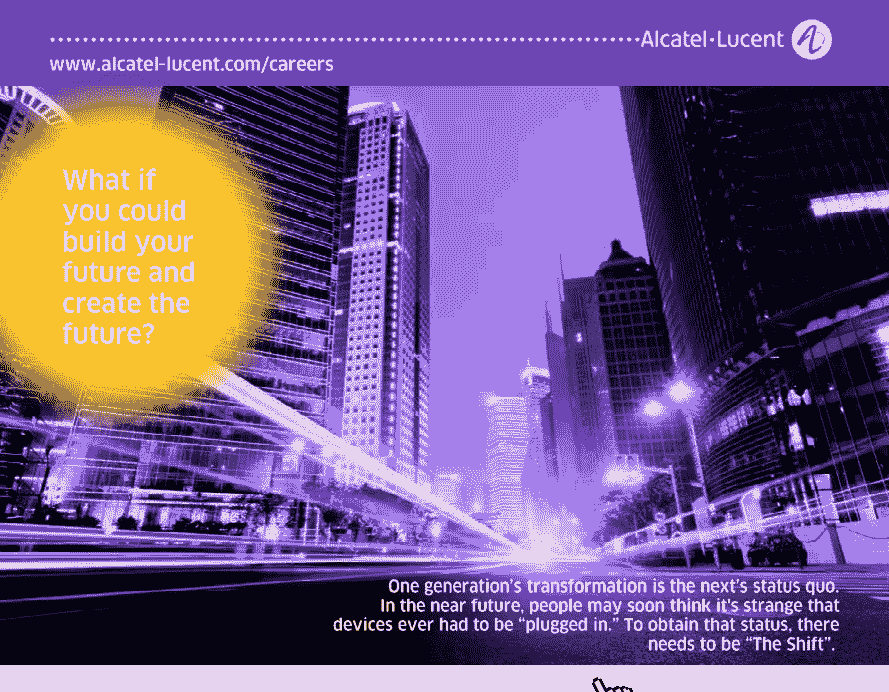 Alcatel·Lucent
www.alcatel-lucent.com/careers
What if
you could
build your
future and
create the
future?
One generation's transformation is the next's status quo.
In the near future, people may soon think it's strange that
devices ever had to be “plugged in.” To obtain that status, there
needs to be “The Shift”.